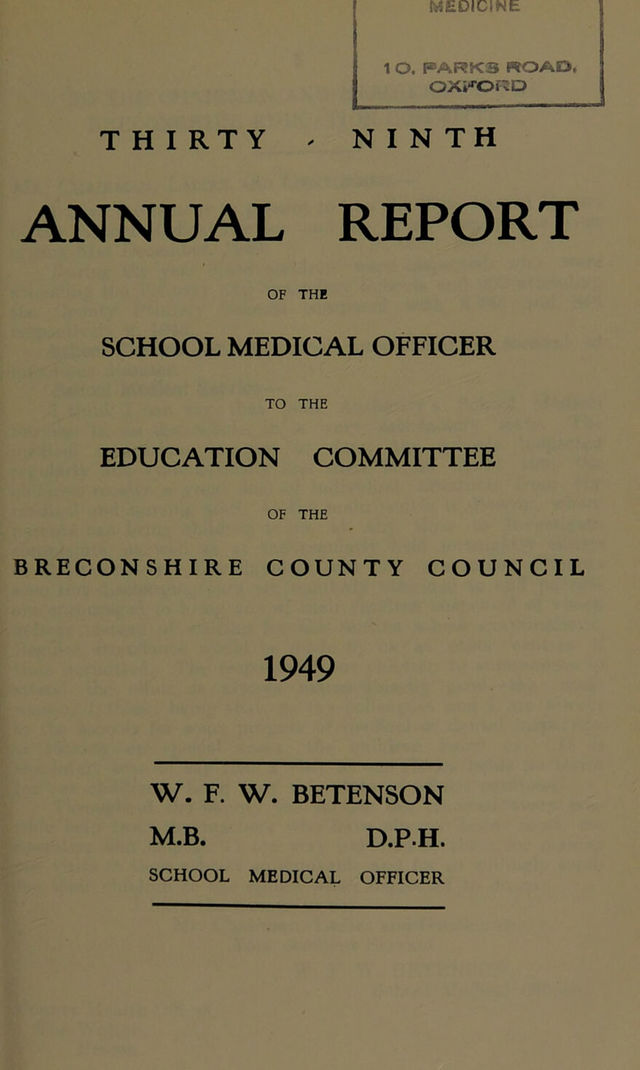 MEDICINE
10, PARKS ROAD,
OXFORD
THIRTY - NINTH
ANNUAL REPORT
OF THE
SCHOOL MEDICAL OFFICER
TO THE
EDUCATION COMMITTEE
OF THE
BRECONSHIRE COUNTY COUNCIL
1949
W. F. W. BETENSON
M.B. D.P.H.
SCHOOL MEDICAL OFFICER